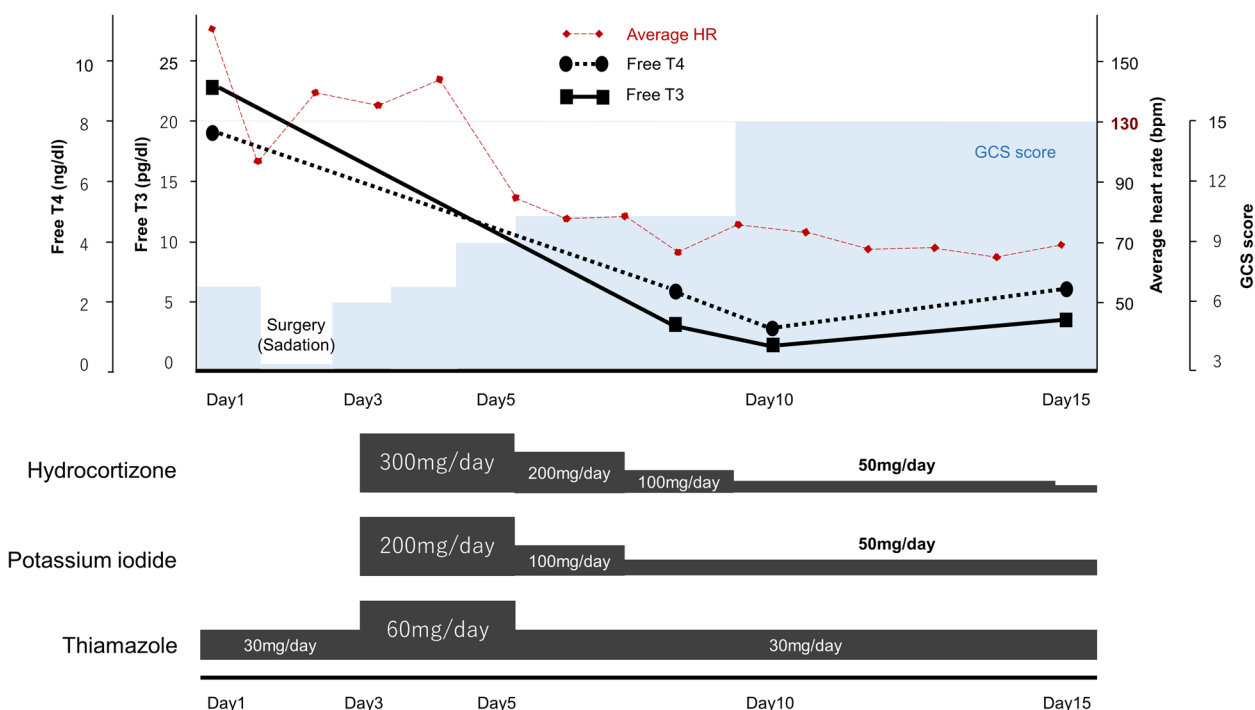 Average HR
Free T4
Free T3
Free T4 (ng/dl)
10
8
6
4
2
0
Free T3 (pg/dl)
25
20
15
10
5
0
Average heart rate (bpm)
150
130
90
70
50
GCS score
15
12
9
6
3
GCS score
Surgery
(Sadation)
Day1 Day3 Day5 Day10 Day15
Hydrocortizone 300mg/day 200mg/day 100mg/day 50mg/day
Potassium iodide 200mg/day 100mg/day 50mg/day
Thiamazole 30mg/day 60mg/day 30mg/day
Day1 Day3 Day5 Day10 Day15